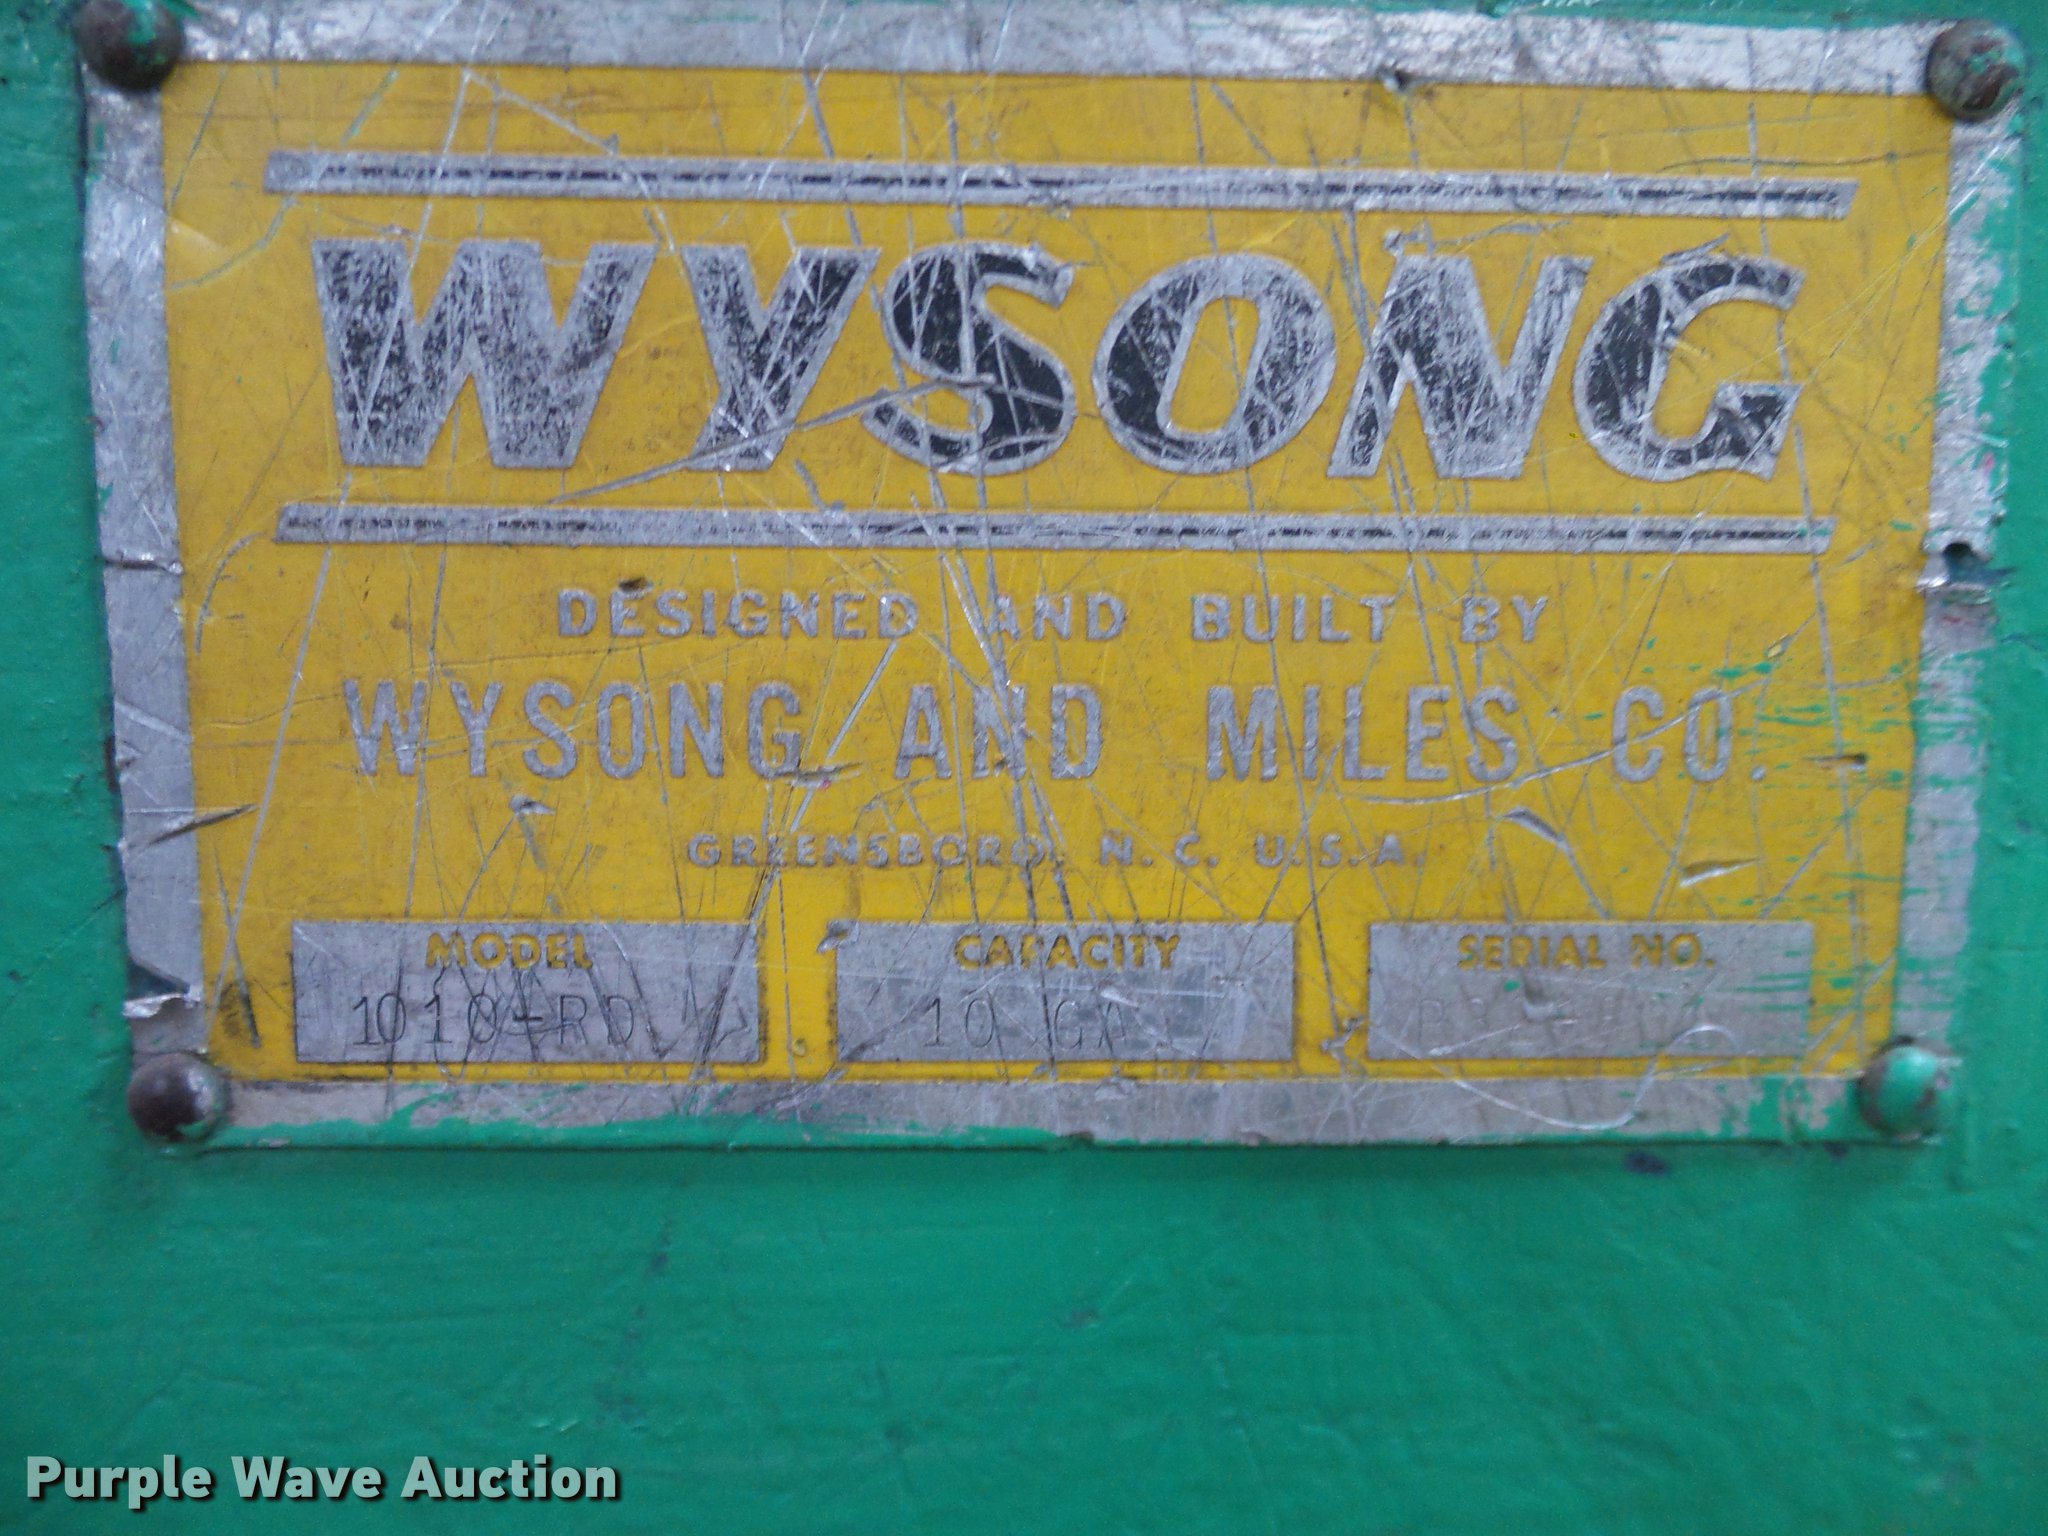 WYSONG
DESIGNED AND BUILT BY
WYSONG AND MILES CO.
GREENSBORO, N.C. U.S.A.
MODEL CAPACITY SERIAL NO.
1010-RD 10 GA
Purple Wave Auction